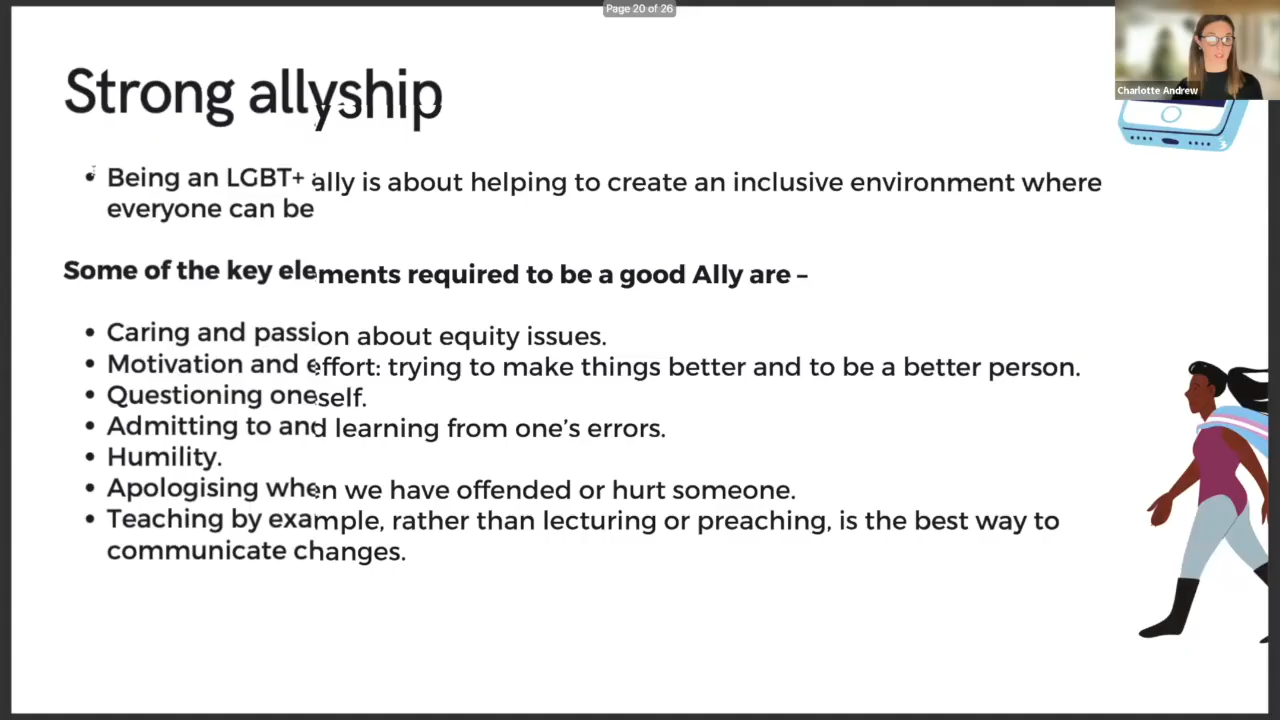 Page 20 of 26
Charlotte Andrew
Strong allyship
• Being an LGBT+ ally is about helping to create an inclusive environment where
everyone can be
Some of the key elements required to be a good Ally are –
• Caring and passion about equity issues.
• Motivation and effort: trying to make things better and to be a better person.
• Questioning oneself.
• Admitting to and learning from one’s errors.
• Humility.
• Apologising when we have offended or hurt someone.
• Teaching by example, rather than lecturing or preaching, is the best way to
communicate changes.